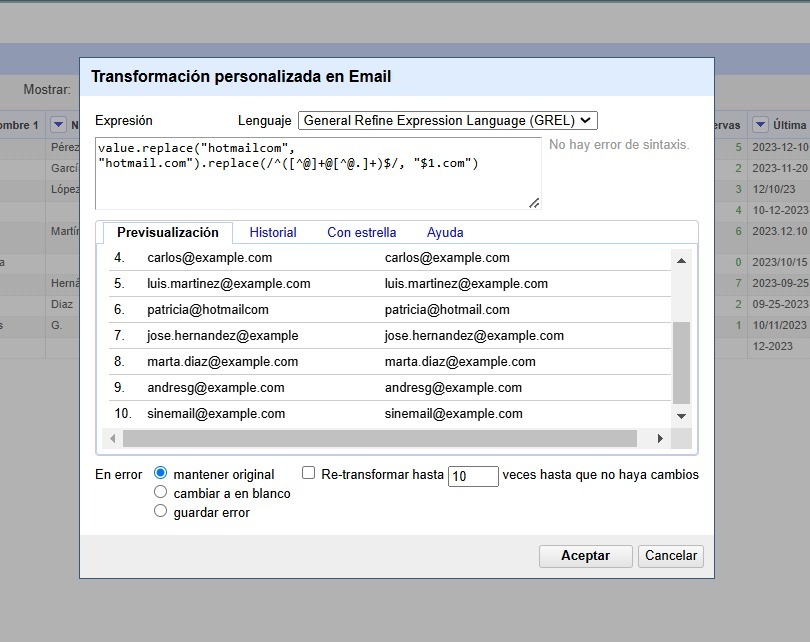 Mostrar:
Transformación personalizada en Email
Expresión Lenguaje General Refine Expression Language (GREL)
value.replace("hotmailcom",
"hotmail.com").replace(/^([^@]+@[^@.]+)$/, "$1.com")
No hay error de sintaxis.
Previsualización Historial Con estrella Ayuda
4. carlos@example.com carlos@example.com
5. luis.martinez@example.com luis.martinez@example.com
6. patricia@hotmailcom patricia@hotmail.com
7. jose.hernandez@example jose.hernandez@example.com
8. marta.diaz@example.com marta.diaz@example.com
9. andresg@example.com andresg@example.com
10. sinemail@example.com sinemail@example.com
En error mantener original Re-transformar hasta 10 veces hasta que no haya cambios
cambiar a en blanco
guardar error
Aceptar Cancelar
ombre 1 N ervas Última
Pérez 5 2023-12-10
Garcí 2 2023-11-20
López 3 12/10/23
4 10-12-2023
Martín 6 2023.12.10
a 0 2023/10/15
Herná 7 2023-09-25
Diaz 2 09-25-2023
s G. 1 10/11/2023
12-2023